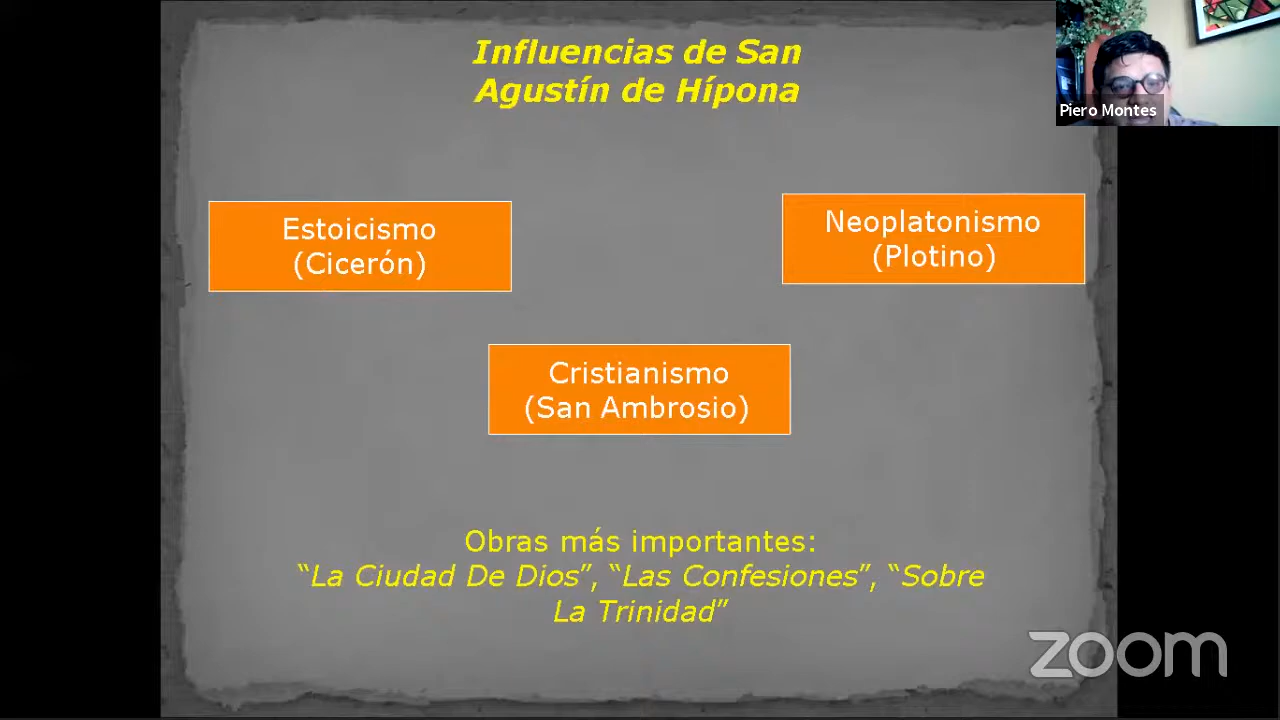 Influencias de San
Agustín de Hípona
Piero Montes
Estoicismo
(Cicerón)
Neoplatonismo
(Plotino)
Cristianismo
(San Ambrosio)
Obras más importantes:
“La Ciudad De Dios”, “Las Confesiones”, “Sobre
La Trinidad”
zoom